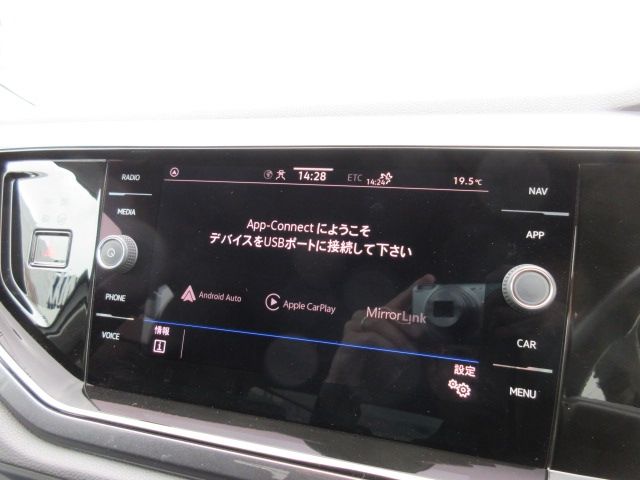 RADIO
MEDIA
PHONE
VOICE
14:28
ETC
14:24
19.5℃
App-Connect にようこそ
デバイスをUSBポートに接続して下さい
Android Auto
Apple CarPlay
MirrorLink
情報
設定
NAV
APP
CAR
MENU